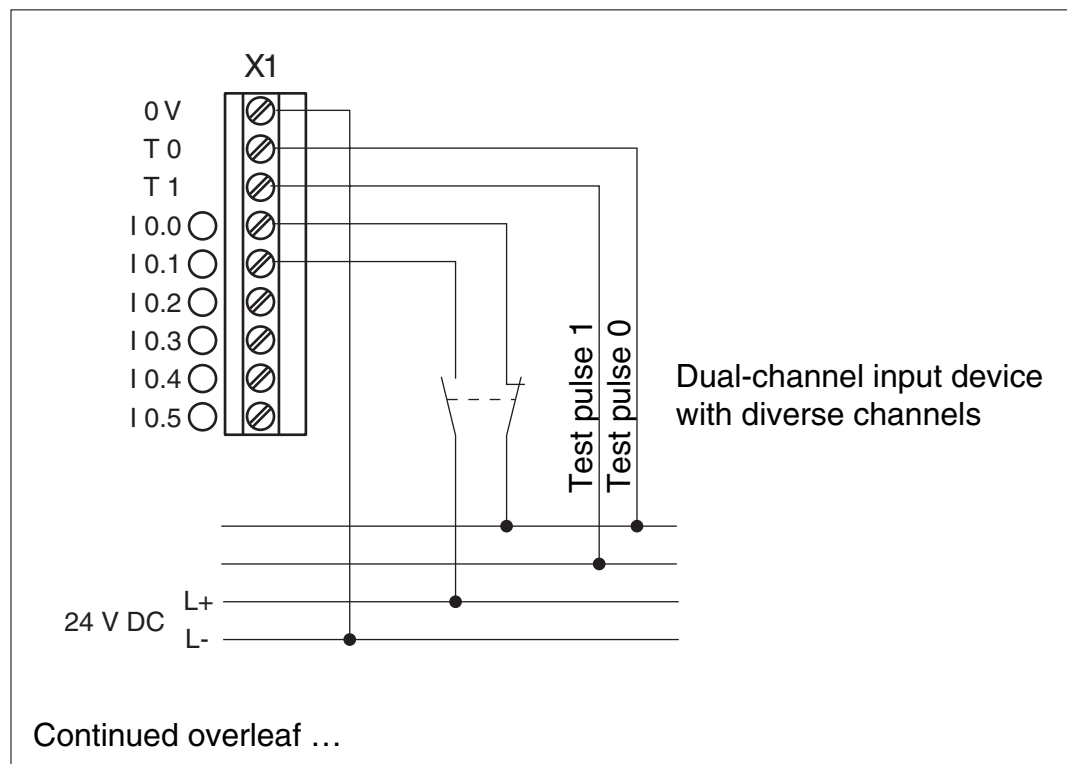 X1
0 V
T 0
T 1
I 0.0
I 0.1
I 0.2
I 0.3
I 0.4
I 0.5
Test pulse 1
Test pulse 0
Dual-channel input device
with diverse channels
24 V DC
L+
L-
Continued overleaf …